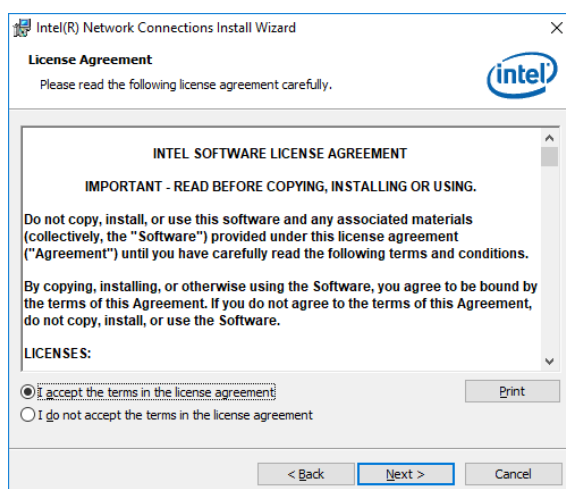 Intel(R) Network Connections Install Wizard
License Agreement
Please read the following license agreement carefully.
intel
INTEL SOFTWARE LICENSE AGREEMENT
IMPORTANT - READ BEFORE COPYING, INSTALLING OR USING.
Do not copy, install, or use this software and any associated materials
(collectively, the "Software") provided under this license agreement
("Agreement") until you have carefully read the following terms and conditions.
By copying, installing, or otherwise using the Software, you agree to be bound by
the terms of this Agreement. If you do not agree to the terms of this Agreement,
do not copy, install, or use the Software.
LICENSES:
I accept the terms in the license agreement
Print
I do not accept the terms in the license agreement
< Back
Next >
Cancel